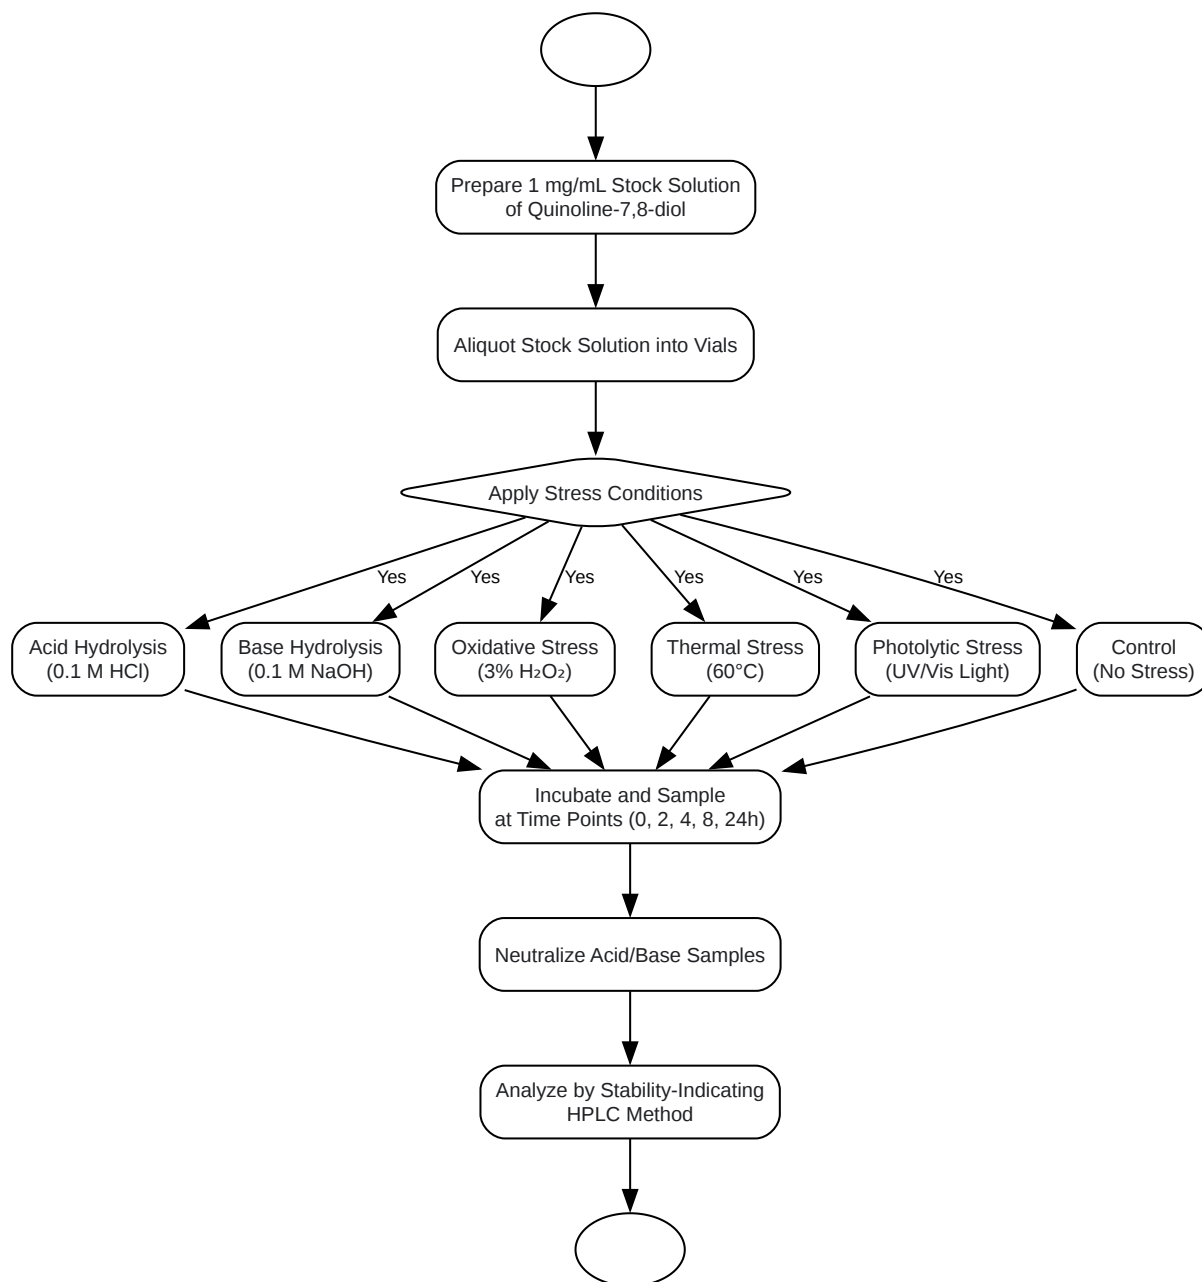 Prepare 1 mg/mL Stock Solution
of Quinoline-7,8-diol
Aliquot Stock Solution into Vials
Apply Stress Conditions
Yes
Yes
Yes
Yes
Yes
Yes
Acid Hydrolysis
(0.1 M HCl)
Base Hydrolysis
(0.1 M NaOH)
Oxidative Stress
(3% H₂O₂)
Thermal Stress
(60°C)
Photolytic Stress
(UV/Vis Light)
Control
(No Stress)
Incubate and Sample
at Time Points (0, 2, 4, 8, 24h)
Neutralize Acid/Base Samples
Analyze by Stability-Indicating
HPLC Method